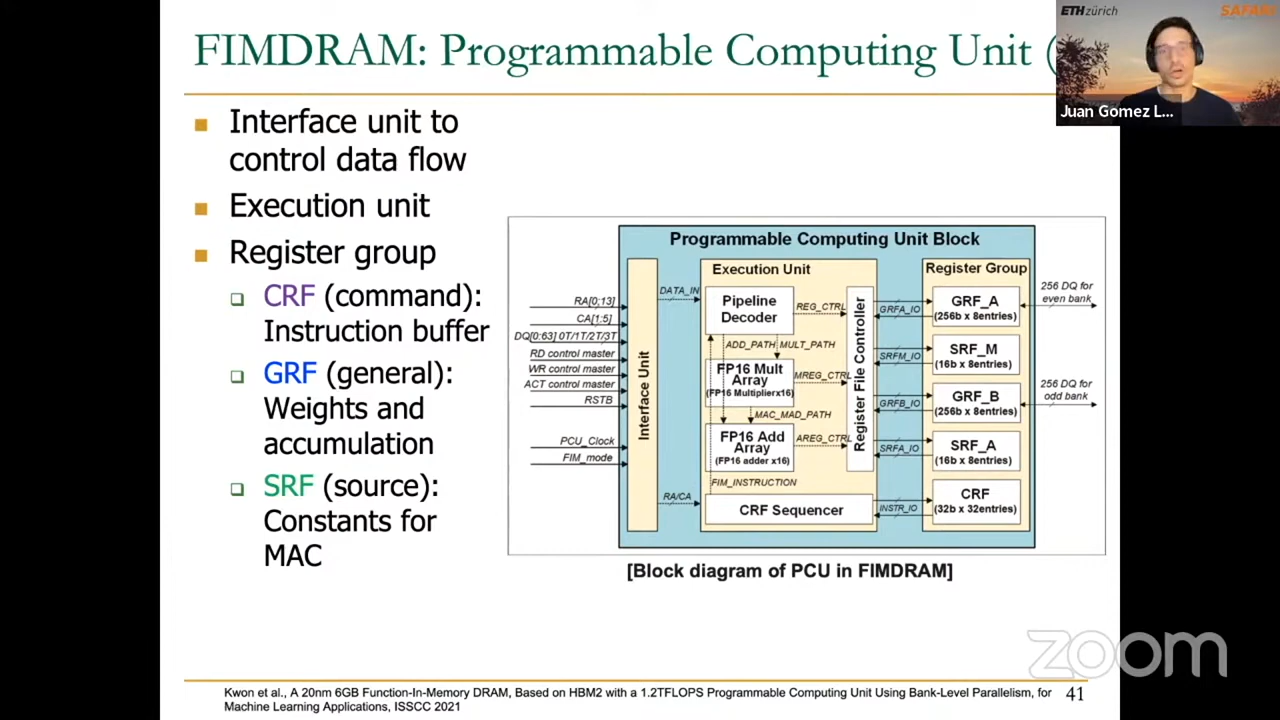 FIMDRAM: Programmable Computing Unit (
ETH zürich
SAFARI
Juan Gomez L...
Interface unit to
control data flow
Execution unit
Register group
CRF (command):
Instruction buffer
GRF (general):
Weights and
accumulation
SRF (source):
Constants for
MAC
Programmable Computing Unit Block
Execution Unit
Register Group
RA[0;13]
CA[1:5]
DQ[0:63] 0T/1T/2T/3T
RD control master
WR control master
ACT control master
RSTB
PCU_Clock
FIM_mode
Interface Unit
DATA_IN
RA/CA
Pipeline
Decoder
REG_CTRL
ADD_PATH
MULT_PATH
FP16 Mult
Array
(FP16 Multiplierx16)
MREG_CTRL
MAC_MAD_PATH
FP16 Add
Array
(FP16 adder x16)
AREG_CTRL
FIM_INSTRUCTION
CRF Sequencer
Register File Controller
GRFA_IO
SRFM_IO
GRFB_IO
SRFA_IO
INSTR_IO
GRF_A
(256b x 8entries)
SRF_M
(16b x 8entries)
GRF_B
(256b x 8entries)
SRF_A
(16b x 8entries)
CRF
(32b x 32entries)
256 DQ for
even bank
256 DQ for
odd bank
[Block diagram of PCU in FIMDRAM]
zoom
Kwon et al., A 20nm 6GB Function-In-Memory DRAM, Based on HBM2 with a 1.2TFLOPS Programmable Computing Unit Using Bank-Level Parallelism, for
Machine Learning Applications, ISSCC 2021
41